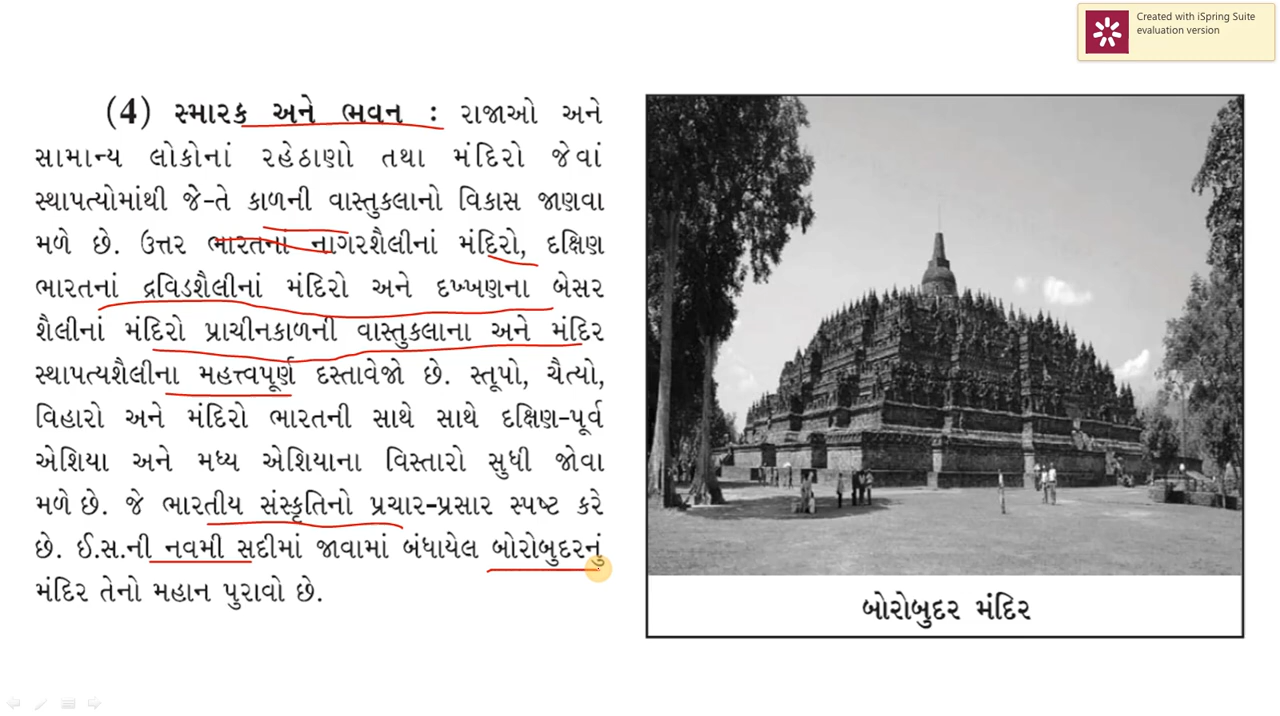 Created with iSpring Suite
evaluation version
(4) સ્મારક અને ભવન : રાજાઓ અને
સામાન્ય લોકોનાં રહેઠાણો તથા મંદિરો જેવાં
સ્થાપત્યોમાંથી જે-તે કાળની વાસ્તુકલાનો વિકાસ જાણવા
મળે છે. ઉત્તર ભારતનાં નાગરશૈલીનાં મંદિરો, દક્ષિણ
ભારતનાં દ્રવિડશૈલીનાં મંદિરો અને દખ્ખણના બેસર
શૈલીનાં મંદિરો પ્રાચીનકાળની વાસ્તુકલાના અને મંદિર
સ્થાપત્યશૈલીના મહત્ત્વપૂર્ણ દસ્તાવેજો છે. સ્તૂપો, ચૈત્યો,
વિહારો અને મંદિરો ભારતની સાથે સાથે દક્ષિણ-પૂર્વ
એશિયા અને મધ્ય એશિયાના વિસ્તારો સુધી જોવા
મળે છે. જે ભારતીય સંસ્કૃતિનો પ્રચાર-પ્રસાર સ્પષ્ટ કરે
છે. ઈ.સ.ની નવમી સદીમાં જાવામાં બંધાયેલ બોરોબુદરનું
મંદિર તેનો મહાન પુરાવો છે.
બોરોબુદર મંદિર